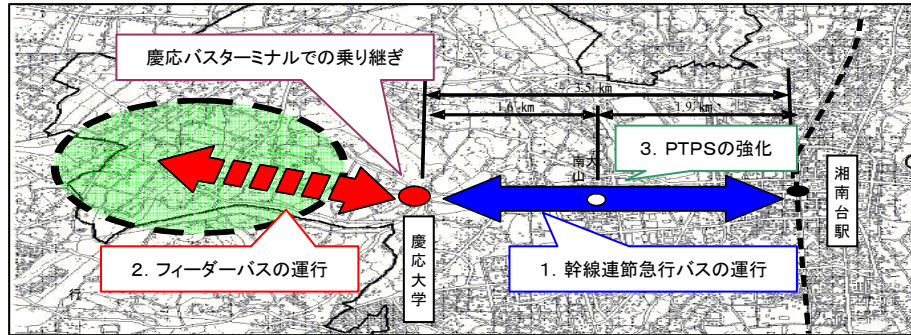 慶応バスターミナルでの乗り継ぎ
3.5 km
1.6 km
1.9 km
3. PTPSの強化
南大山
湘南台駅
慶応大学
2. フィーダーバスの運行
1. 幹線連節急行バスの運行
行